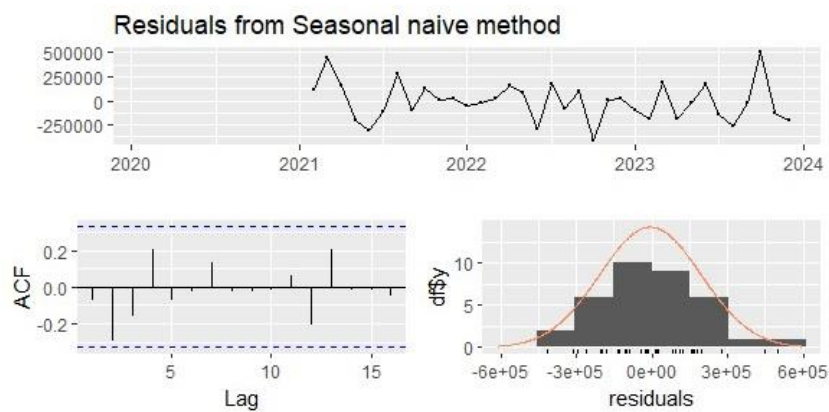 Residuals from Seasonal naive method
500000
250000
0
-250000
2020 2021 2022 2023 2024
ACF
0.2
0.0
-0.2
5 10 15
Lag
df$y
10
5
0
-6e+05 -3e+05 0e+00 3e+05 6e+05
residuals